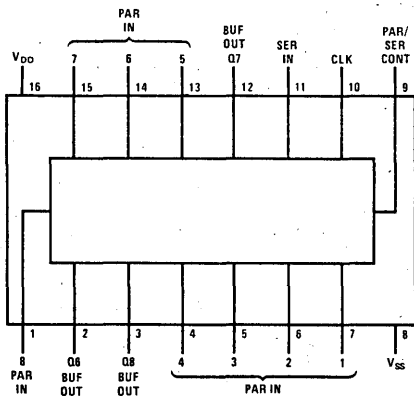 PAR
IN
VDD
7
6
5
BUF
OUT
Q7
SER
IN
CLK
PAR/
SER
CONT
16
15
14
13
12
11
10
9
1
2
3
4
5
6
7
8
8
PAR
IN
Q6
BUF
OUT
Q8
BUF
OUT
4
3
2
1
PAR IN
VSS